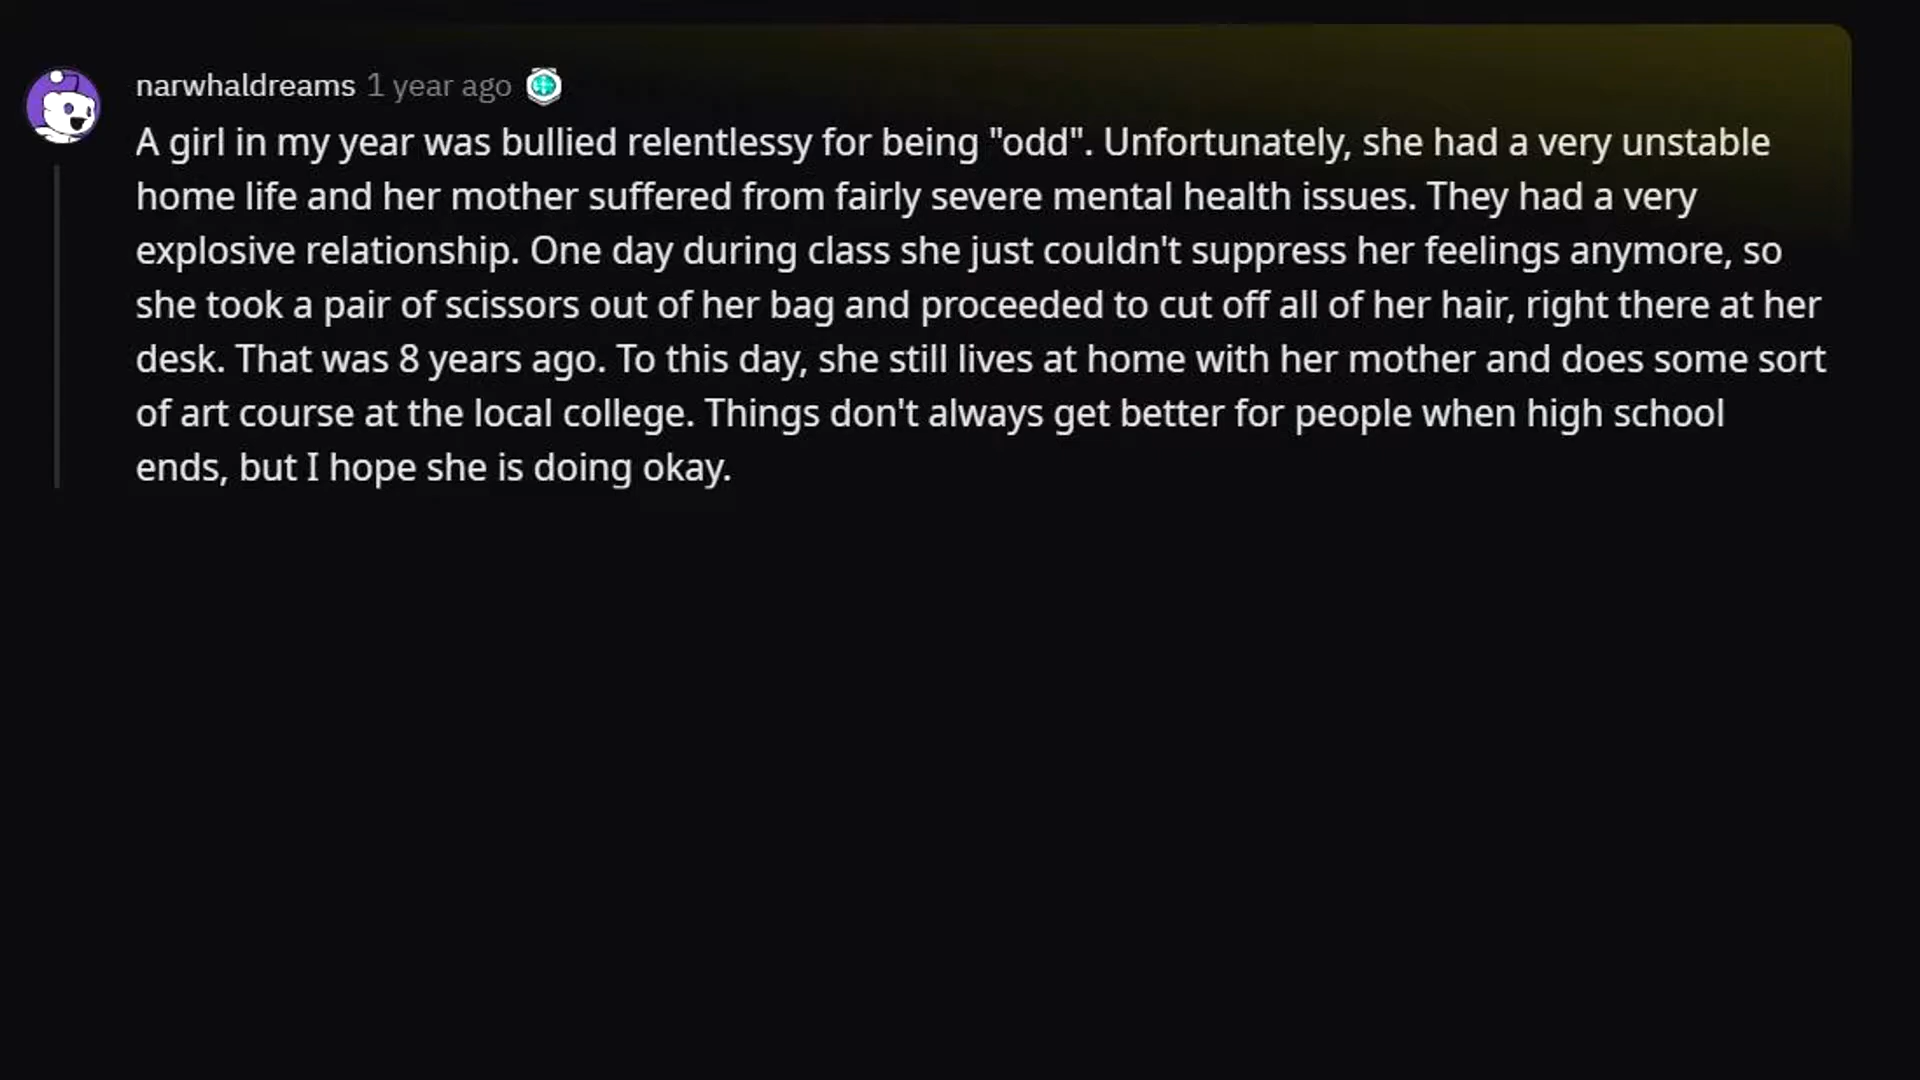 narwhaldreams 1 year ago
A girl in my year was bullied relentlessy for being "odd". Unfortunately, she had a very unstable
home life and her mother suffered from fairly severe mental health issues. They had a very
explosive relationship. One day during class she just couldn't suppress her feelings anymore, so
she took a pair of scissors out of her bag and proceeded to cut off all of her hair, right there at her
desk. That was 8 years ago. To this day, she still lives at home with her mother and does some sort
of art course at the local college. Things don't always get better for people when high school
ends, but I hope she is doing okay.